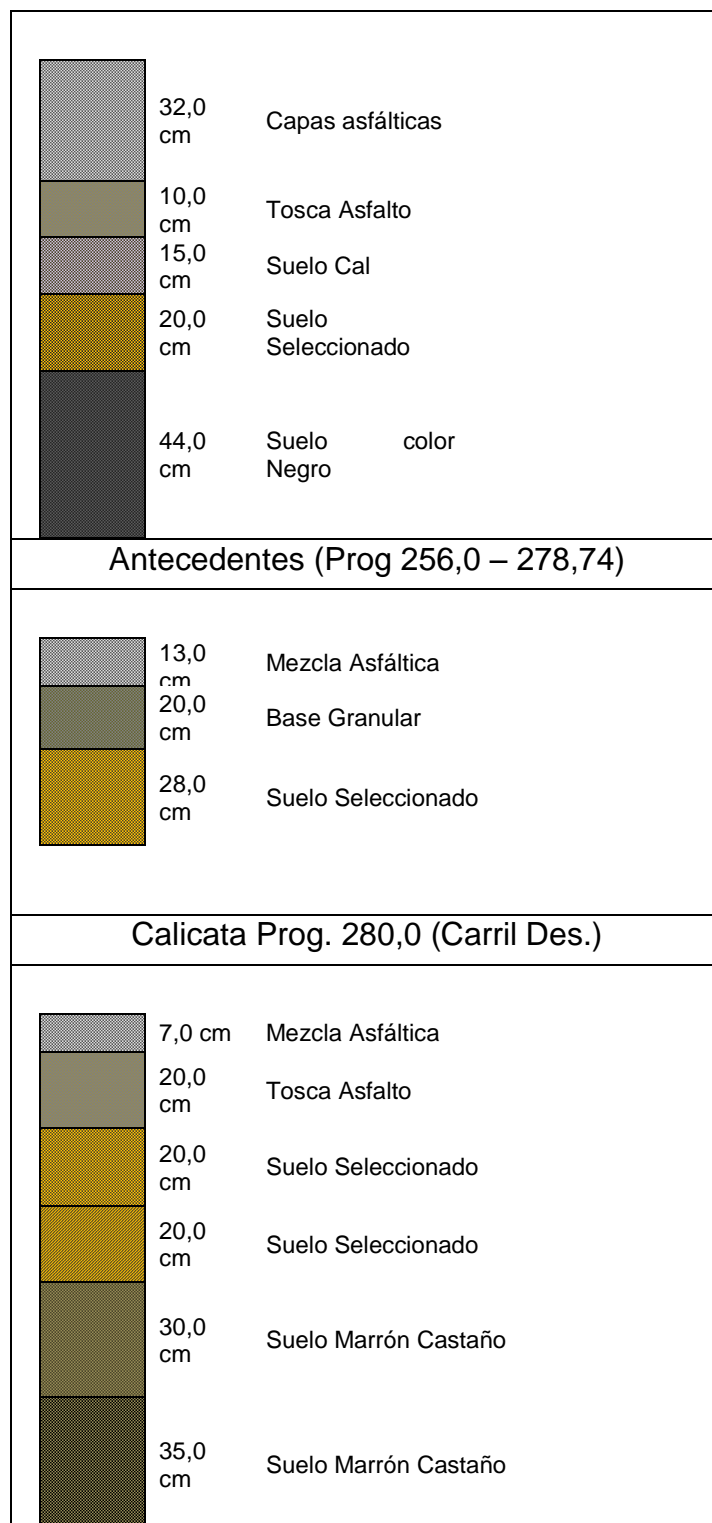 32,0
cm
Capas asfálticas
10,0
cm
Tosca Asfalto
15,0
cm
Suelo Cal
20,0
cm
Suelo
Seleccionado
44,0
cm
Suelo color
Negro
Antecedentes (Prog 256,0 – 278,74)
13,0
cm
Mezcla Asfáltica
20,0
cm
Base Granular
28,0
cm
Suelo Seleccionado
Calicata Prog. 280,0 (Carril Des.)
7,0 cm Mezcla Asfáltica
20,0
cm
Tosca Asfalto
20,0
cm
Suelo Seleccionado
20,0
cm
Suelo Seleccionado
30,0
cm
Suelo Marrón Castaño
35,0
cm
Suelo Marrón Castaño